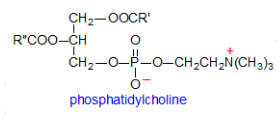 CH₂–OOCR'
R"COO–CH O
CH₂–O–P–O–CH₂CH₂N(CH₃)₃ +
O –
phosphatidylcholine